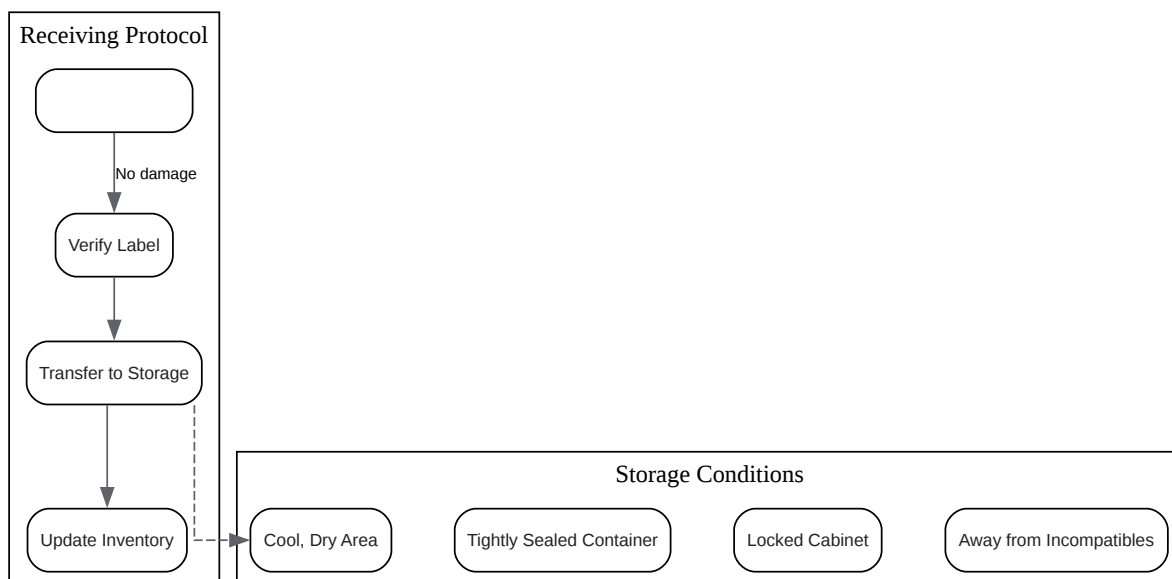 Receiving Protocol
No damage
Verify Label
Transfer to Storage
Storage Conditions
Update Inventory
Cool, Dry Area
Tightly Sealed Container
Locked Cabinet
Away from Incompatibles